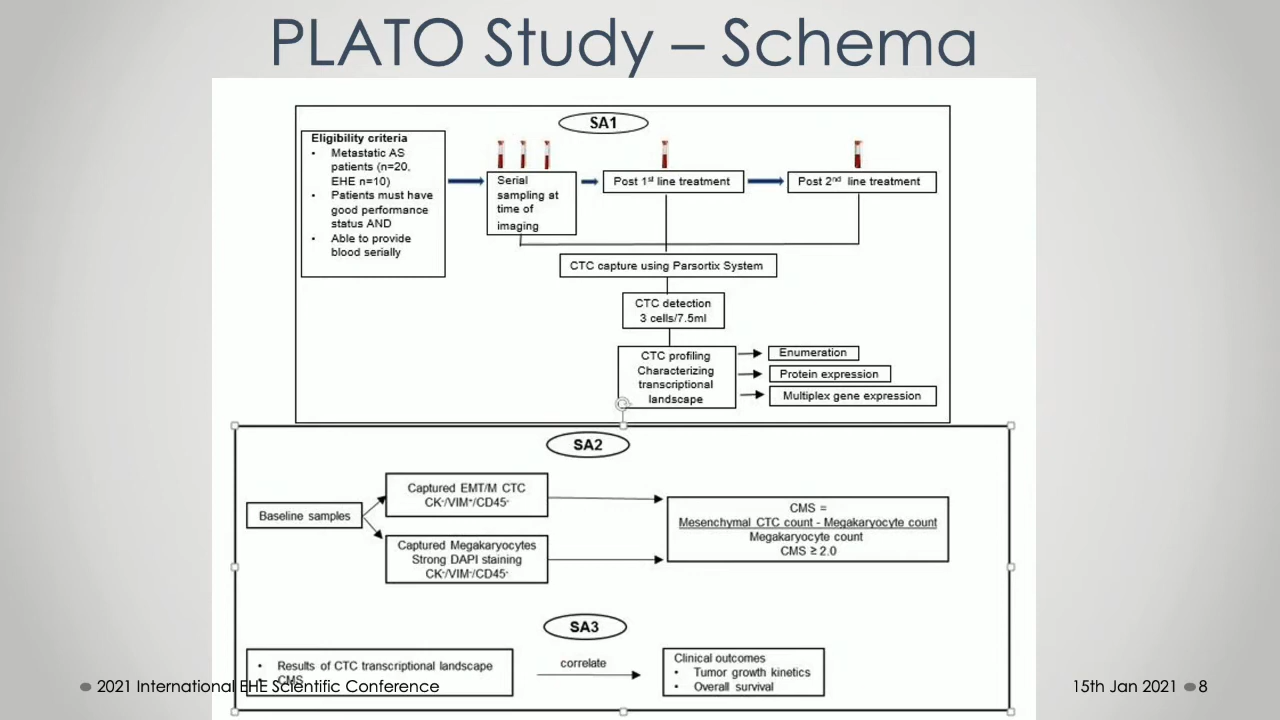 PLATO Study – Schema
SA1
Eligibility criteria
• Metastatic AS
patients (n=20,
EHE n=10)
• Patients must have
good performance
status AND
• Able to provide
blood serially
Serial
sampling at
time of
imaging
Post 1st line treatment
Post 2nd line treatment
CTC capture using Parsortix System
CTC detection
3 cells/7.5ml
CTC profiling
Characterizing
transcriptional
landscape
Enumeration
Protein expression
Multiplex gene expression
SA2
Baseline samples
Captured EMT/M CTC
CK-/VIM+/CD45-
Captured Megakaryocytes
Strong DAPI staining
CK-/VIM-/CD45-
CMS =
Mesenchymal CTC count - Megakaryocyte count
Megakaryocyte count
CMS ≥ 2.0
SA3
• Results of CTC transcriptional landscape
• CMS
correlate
Clinical outcomes
• Tumor growth kinetics
• Overall survival
2021 International EHE Scientific Conference
15th Jan 2021
8